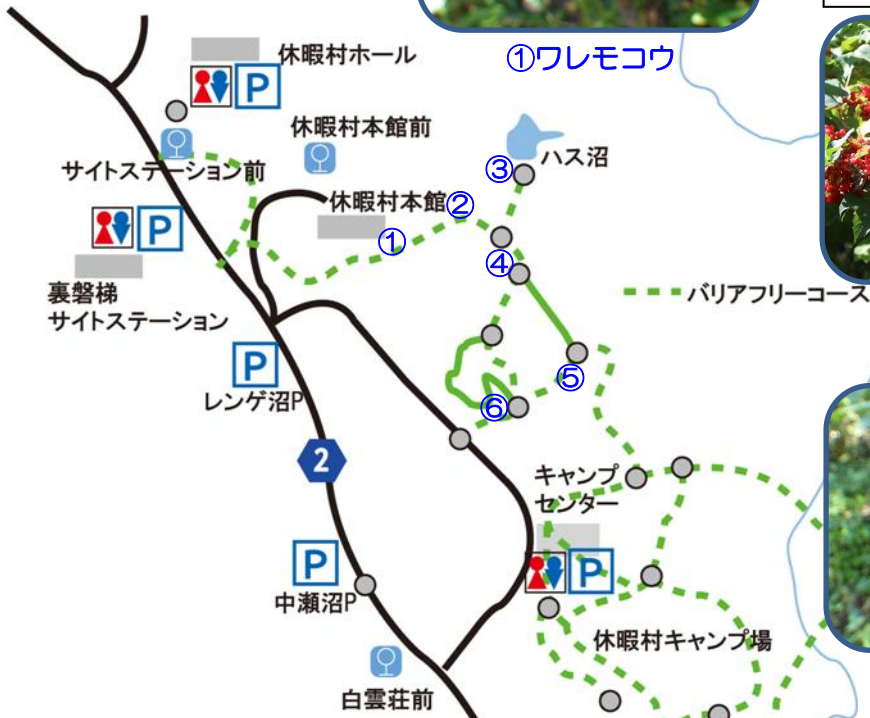 ①ワレモコウ
休暇村ホール
P
休暇村本館前
サイトステーション前
③
ハス沼
休暇村本館
②
①
P
④
裏磐梯
サイトステーション
バリアフリーコース
P
レンゲ沼P
⑤
⑥
2
キャンプ
センター
P
中瀬沼P
P
休暇村キャンプ場
白雲荘前